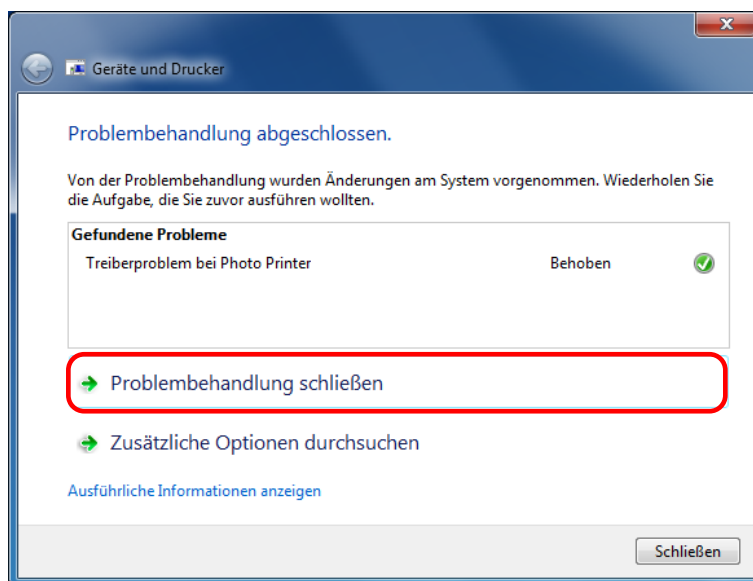 Geräte und Drucker
Problembehandlung abgeschlossen.
Von der Problembehandlung wurden Änderungen am System vorgenommen. Wiederholen Sie
die Aufgabe, die Sie zuvor ausführen wollten.
Gefundene Probleme
Treiberproblem bei Photo Printer Behoben
Problembehandlung schließen
Zusätzliche Optionen durchsuchen
Ausführliche Informationen anzeigen
Schließen